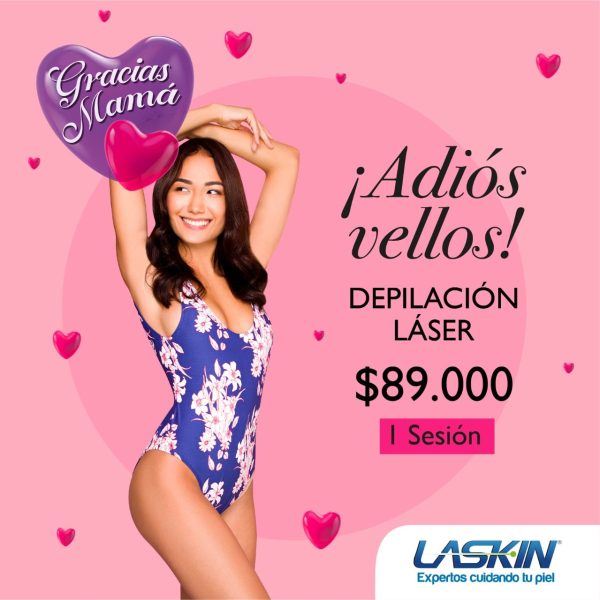 Gracias
Mamá
¡Adiós
vellos!
DEPILACIÓN
LÁSER
$89.000
1 Sesión
LASKIN®
Expertos cuidando tu piel